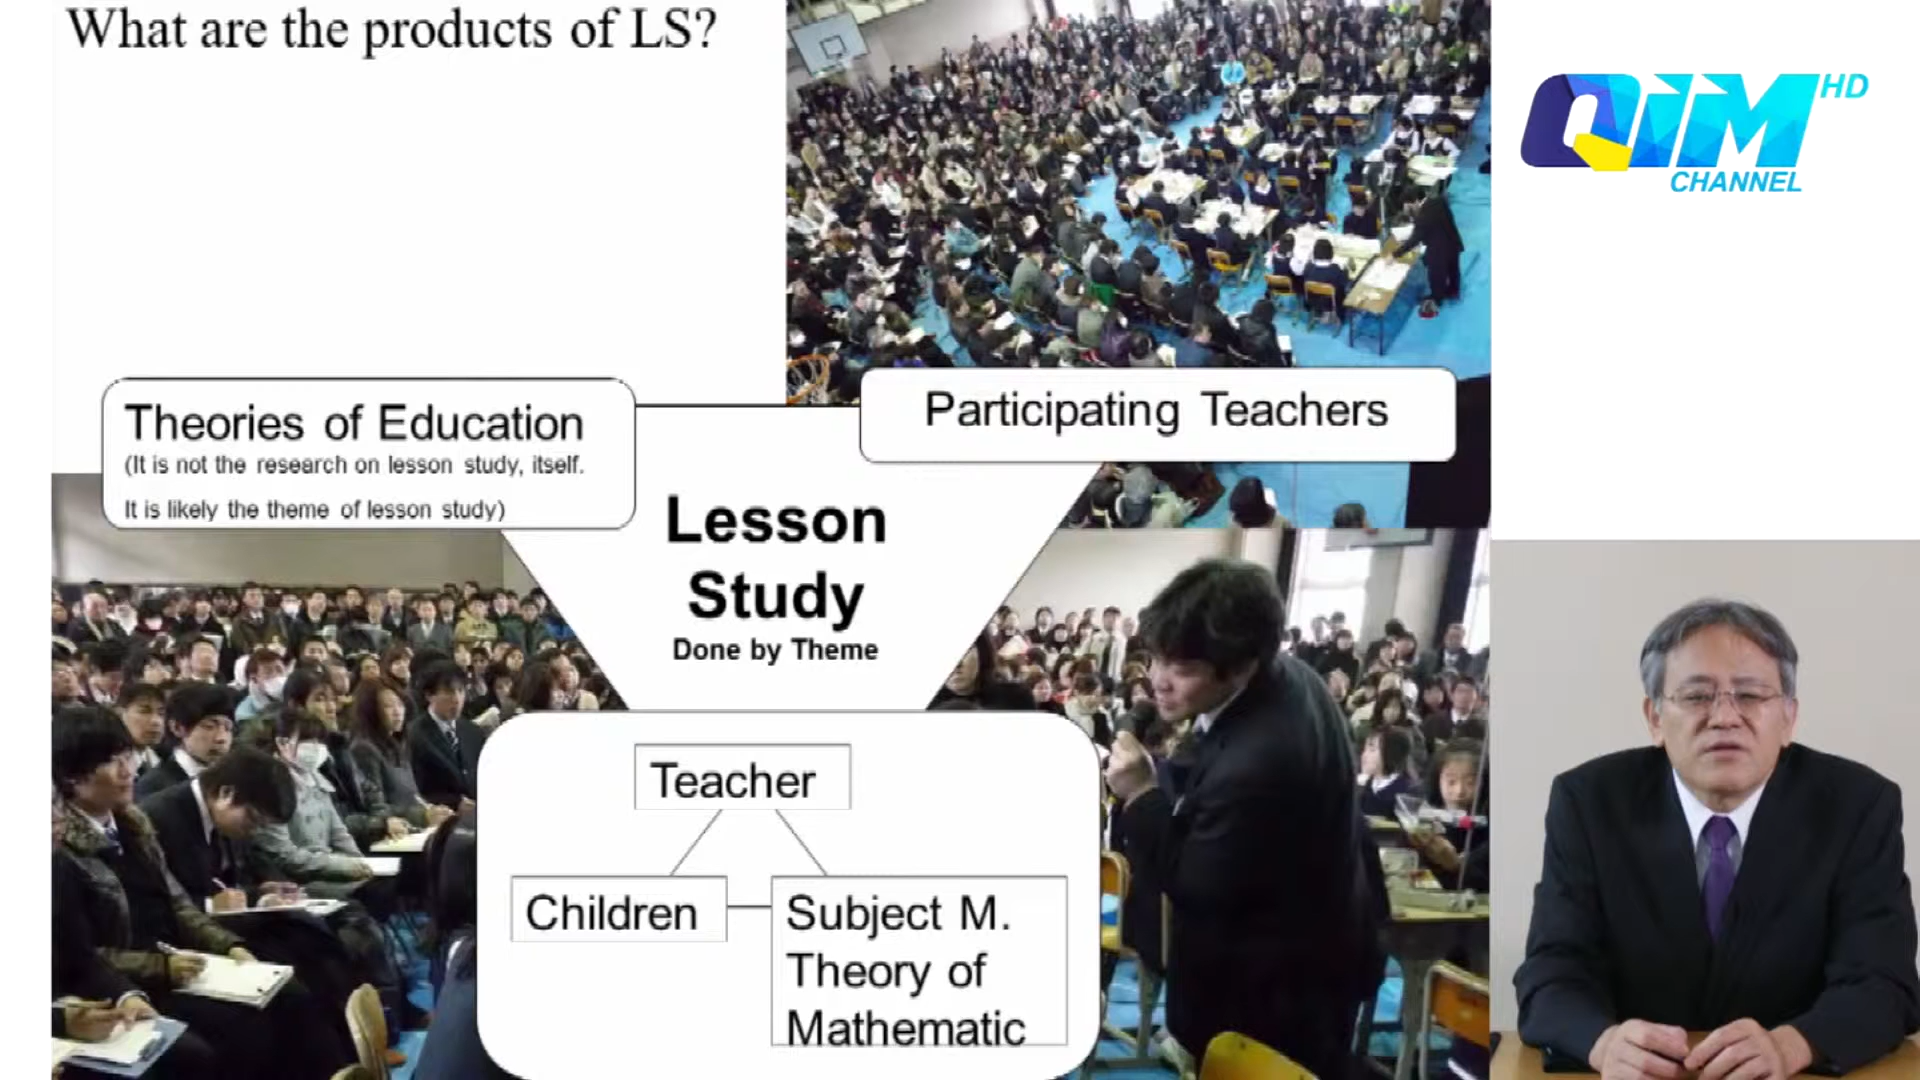 What are the products of LS?
QIM HD
CHANNEL
Theories of Education
(It is not the research on lesson study, itself.
It is likely the theme of lesson study)
Participating Teachers
Lesson
Study
Done by Theme
Teacher
Children
Subject M.
Theory of
Mathematic